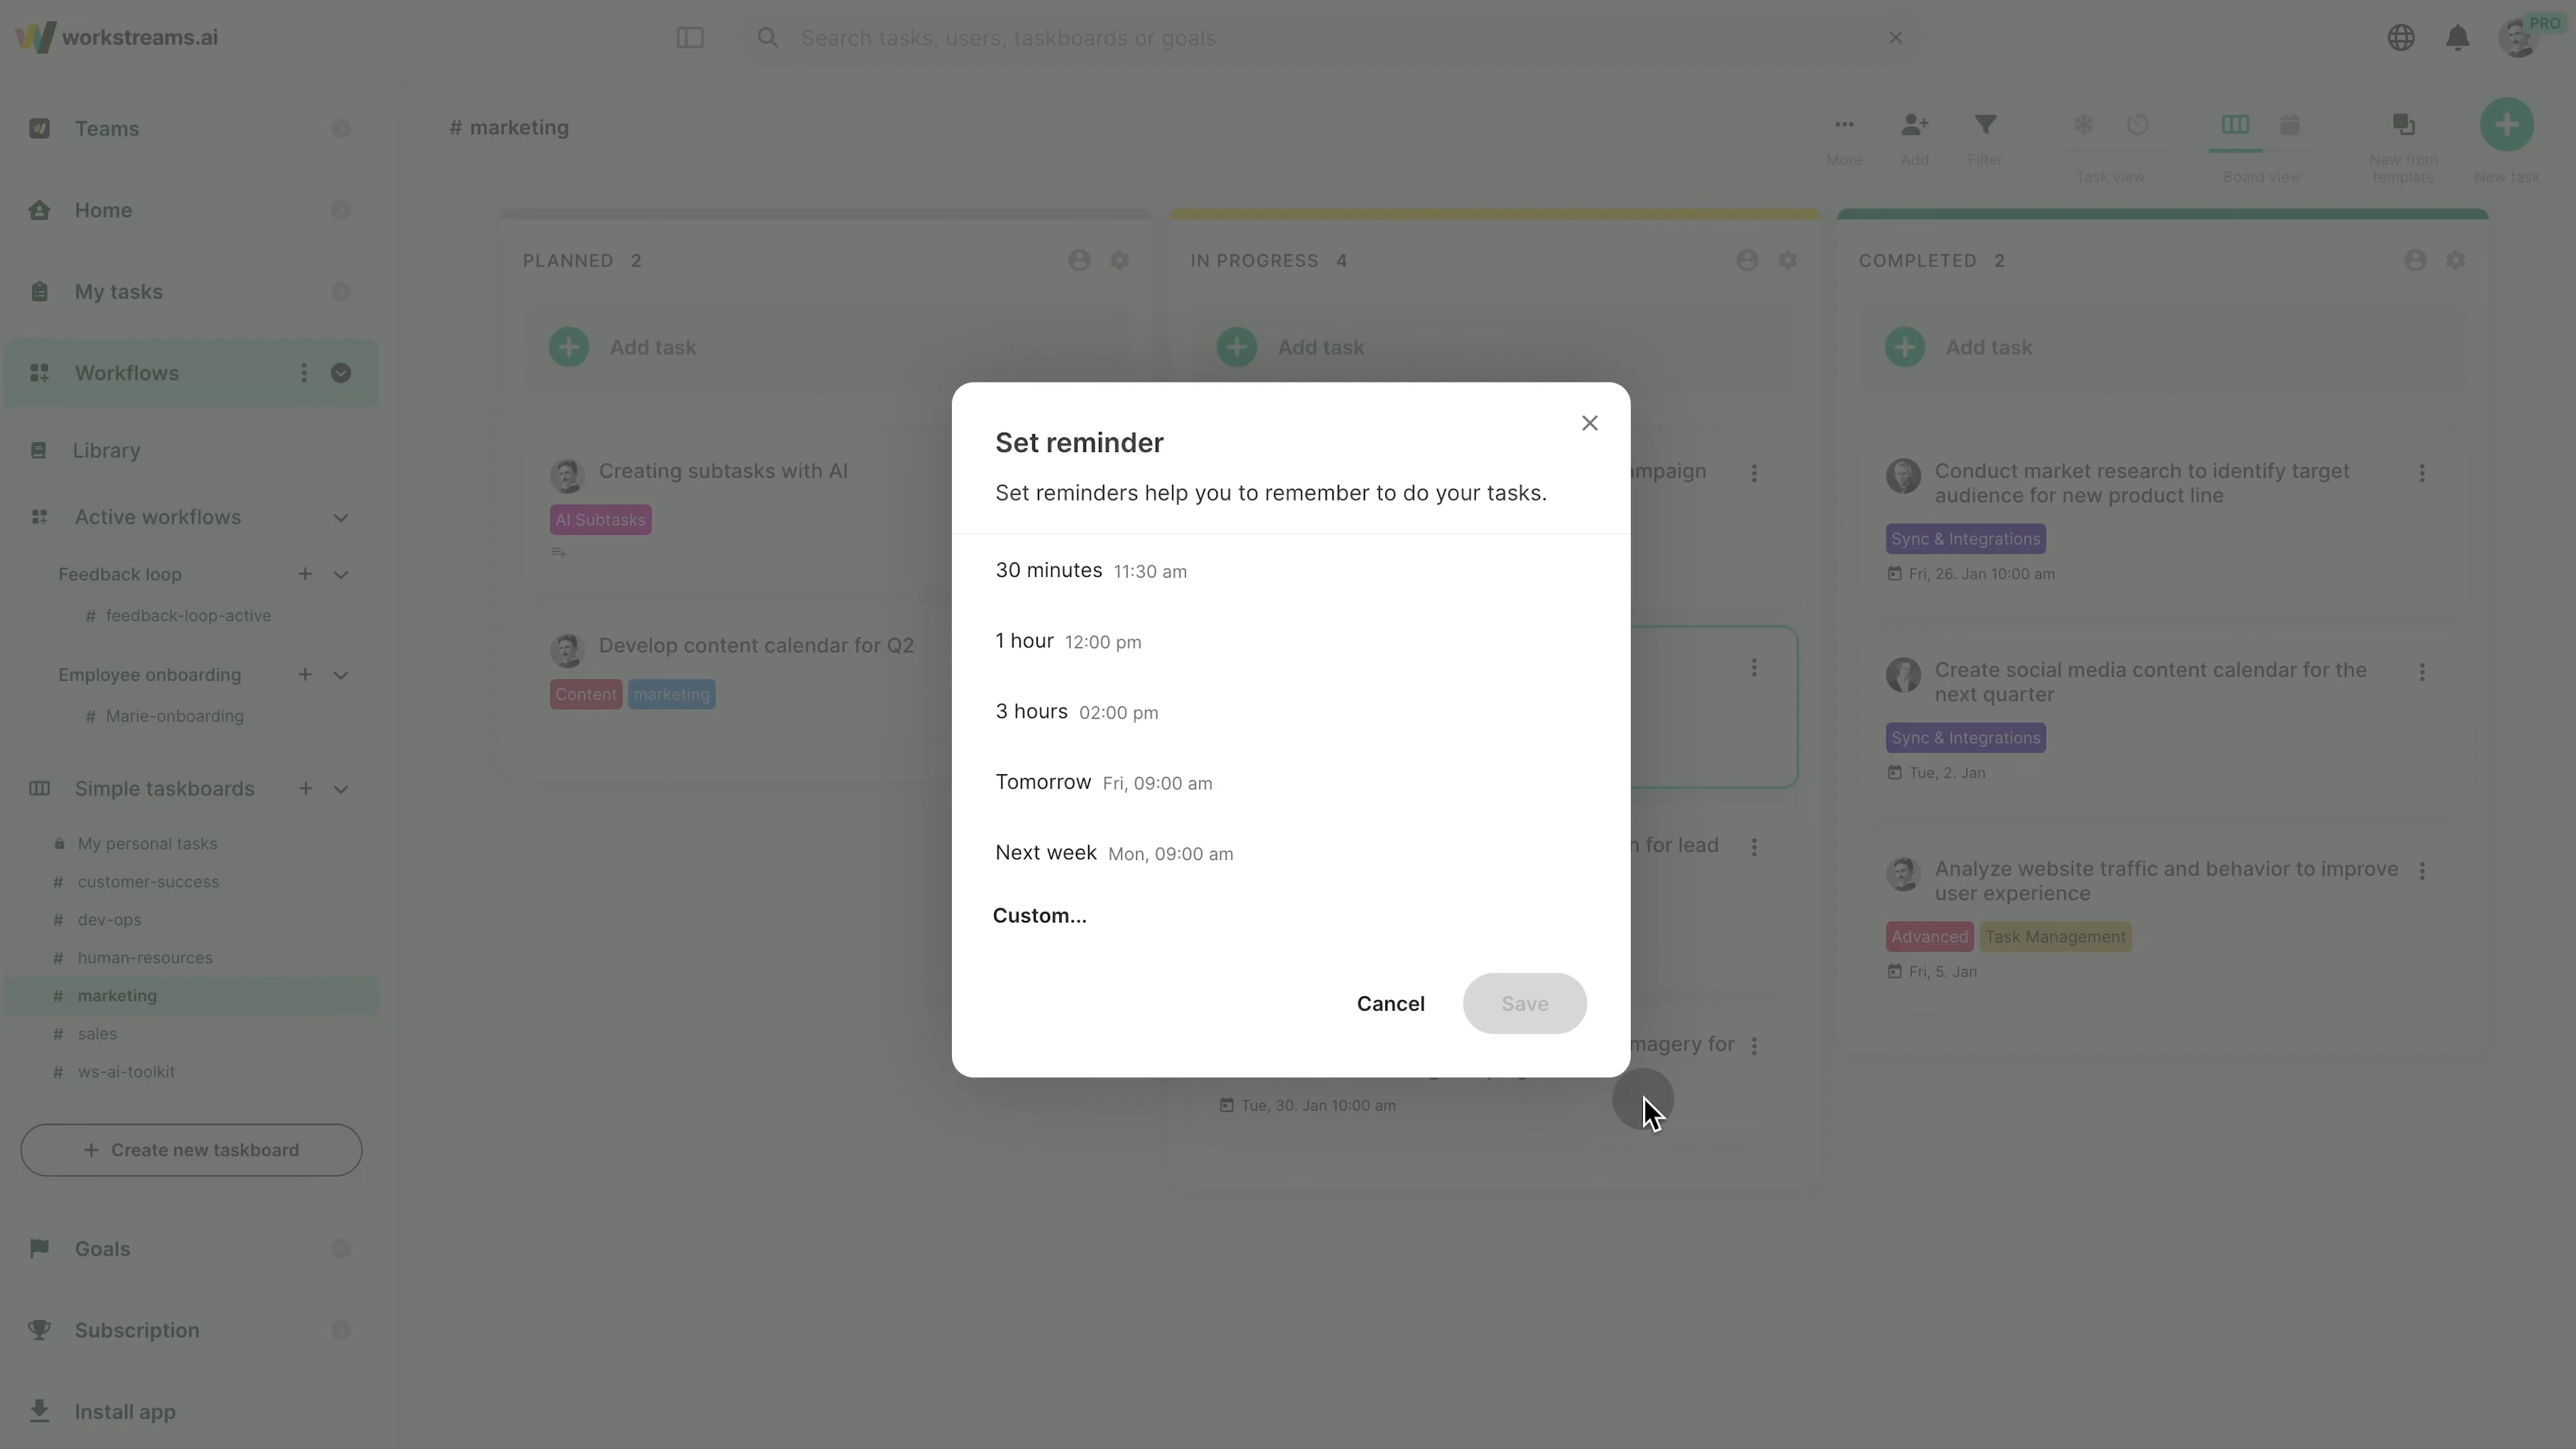 workstreams.ai
Search tasks, users, taskboards or goals
PRO
Teams
Home
My tasks
Workflows
Library
Active workflows
Feedback loop
# feedback-loop-active
Employee onboarding
# Marie-onboarding
Simple taskboards
My personal tasks
# customer-success
# dev-ops
# human-resources
# marketing
# sales
# ws-ai-toolkit
+ Create new taskboard
Goals
Subscription
Install app
# marketing
More
Add
Filter
Task view
Board view
New from
template
New task
PLANNED 2
Add task
Creating subtasks with AI
AI Subtasks
Develop content calendar for Q2
Content marketing
IN PROGRESS 4
Add task
n for lead
magery for
Tue, 30. Jan 10:00 am
COMPLETED 2
Add task
Conduct market research to identify target
audience for new product line
Sync & Integrations
Fri, 26. Jan 10:00 am
Create social media content calendar for the
next quarter
Sync & Integrations
Tue, 2. Jan
Analyze website traffic and behavior to improve
user experience
Advanced Task Management
Fri, 5. Jan
Set reminder
Set reminders help you to remember to do your tasks.
30 minutes 11:30 am
1 hour 12:00 pm
3 hours 02:00 pm
Tomorrow Fri, 09:00 am
Next week Mon, 09:00 am
Custom...
Cancel
Save